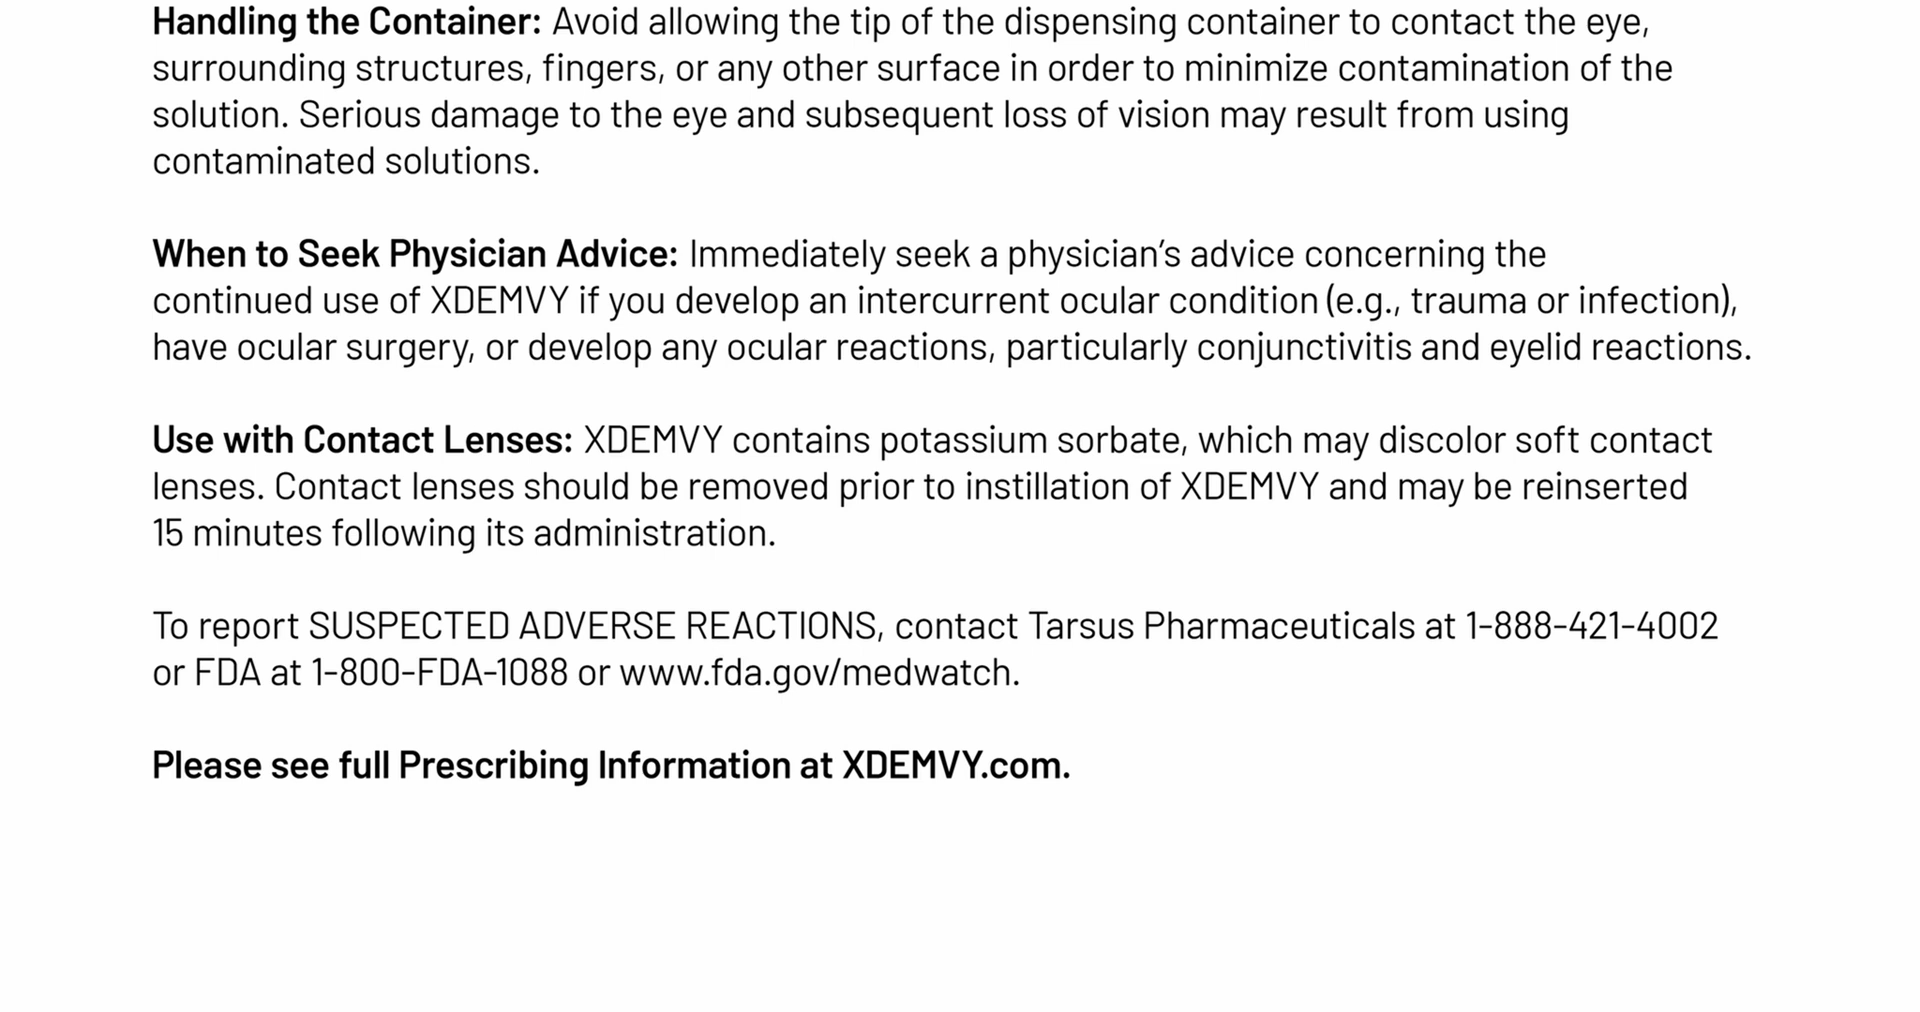 Handling the Container: Avoid allowing the tip of the dispensing container to contact the eye,
surrounding structures, fingers, or any other surface in order to minimize contamination of the
solution. Serious damage to the eye and subsequent loss of vision may result from using
contaminated solutions.
When to Seek Physician Advice: Immediately seek a physician’s advice concerning the
continued use of XDEMVY if you develop an intercurrent ocular condition (e.g., trauma or infection),
have ocular surgery, or develop any ocular reactions, particularly conjunctivitis and eyelid reactions.
Use with Contact Lenses: XDEMVY contains potassium sorbate, which may discolor soft contact
lenses. Contact lenses should be removed prior to instillation of XDEMVY and may be reinserted
15 minutes following its administration.
To report SUSPECTED ADVERSE REACTIONS, contact Tarsus Pharmaceuticals at 1-888-421-4002
or FDA at 1-800-FDA-1088 or www.fda.gov/medwatch.
Please see full Prescribing Information at XDEMVY.com.